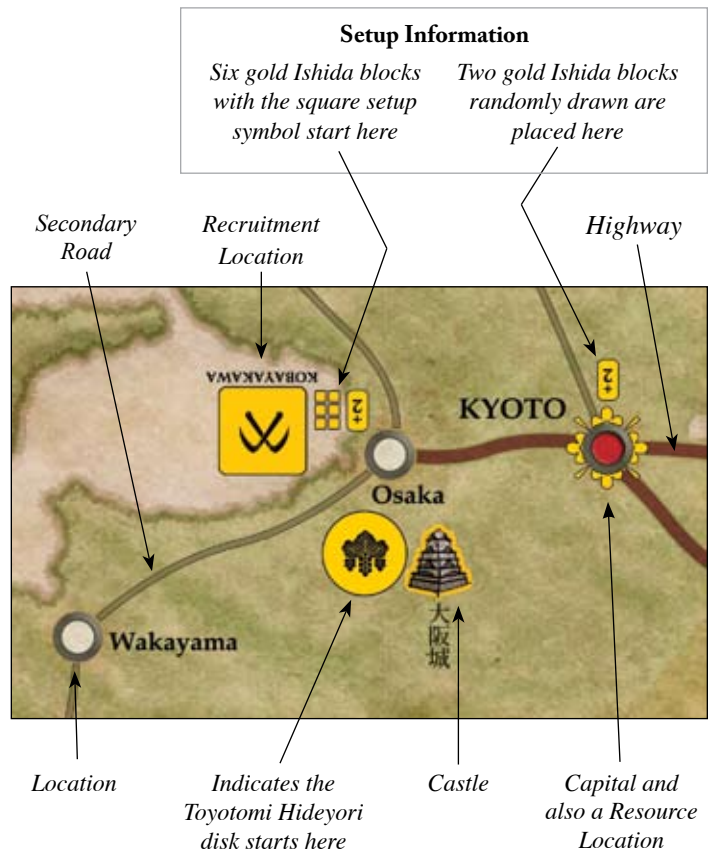 Setup Information
Six gold Ishida blocks
with the square setup
symbol start here
Two gold Ishida blocks
randomly drawn are
placed here
Secondary
Road
Recruitment
Location
Highway
KOBAYAKAWA
2+
2+
KYOTO
Osaka
Wakayama
大阪城
Location
Indicates the
Toyotomi Hideyori
disk starts here
Castle
Capital and
also a Resource
Location